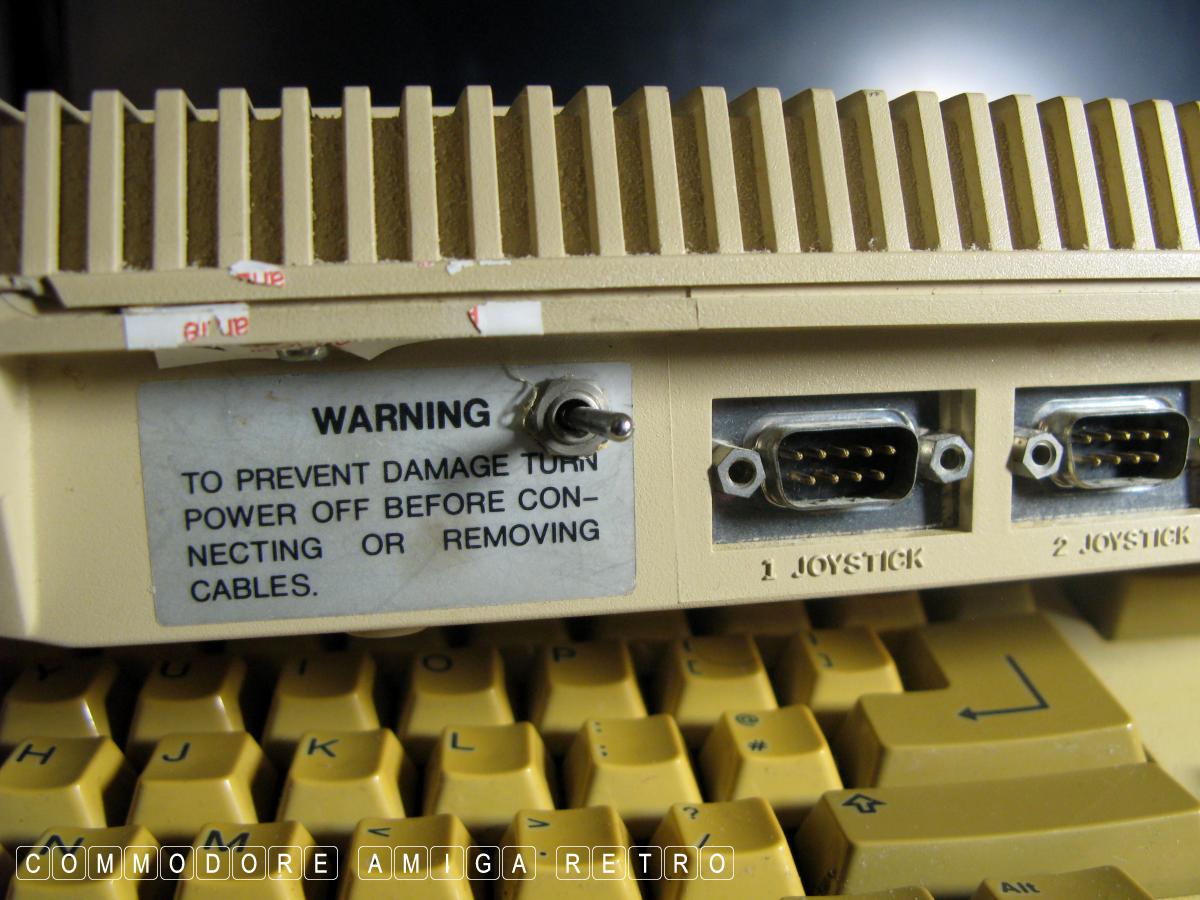 WARNING
TO PREVENT DAMAGE TURN
POWER OFF BEFORE CON–
NECTING OR REMOVING
CABLES.
1 JOYSTICK
2 JOYSTICK
Y U I O P [ ]
H J K L : ; @ #
N M < > . ? /
Alt
COMMODORE AMIGA RETRO